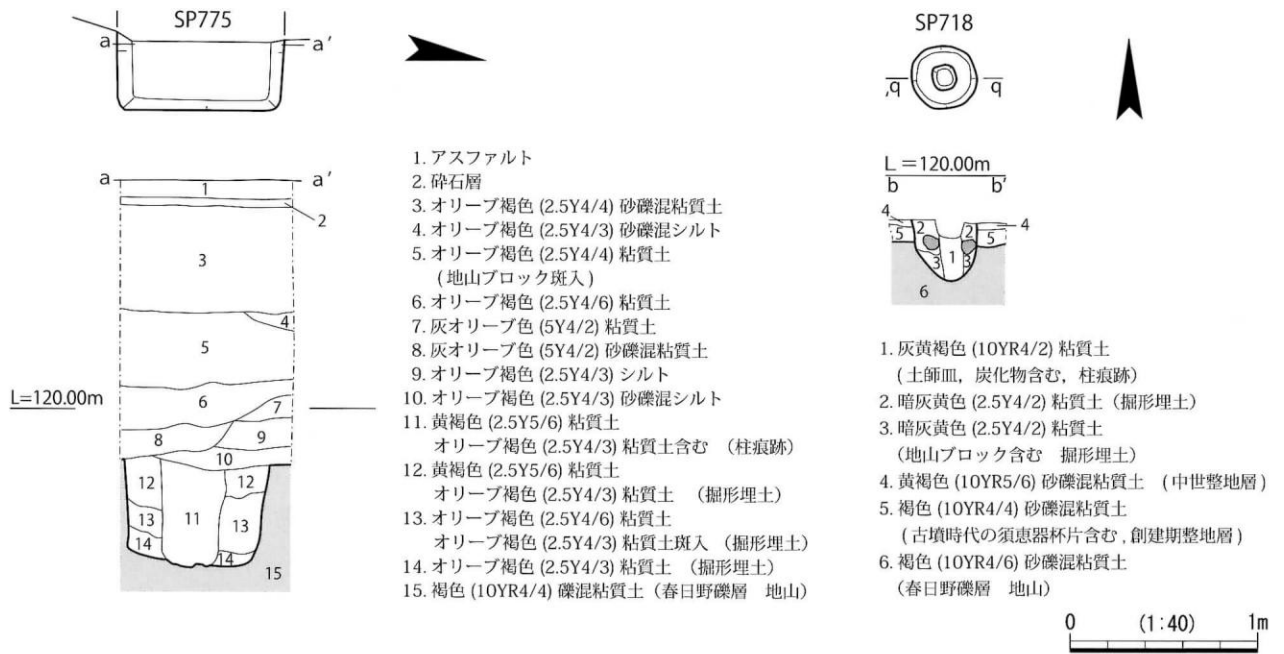 SP775
a
a'
a
a'
1
2
3
4
5
6
7
8
9
10
11
12
12
13
13
14
14
15
L=120.00m
1. アスファルト
2. 砕石層
3. オリーブ褐色 (2.5Y4/4) 砂礫混粘質土
4. オリーブ褐色 (2.5Y4/3) 砂礫混シルト
5. オリーブ褐色 (2.5Y4/4) 粘質土
(地山ブロック斑入)
6. オリーブ褐色 (2.5Y4/6) 粘質土
7. 灰オリーブ色 (5Y4/2) 粘質土
8. 灰オリーブ色 (5Y4/2) 砂礫混粘質土
9. オリーブ褐色 (2.5Y4/3) シルト
10. オリーブ褐色 (2.5Y4/3) 砂礫混シルト
11. 黄褐色 (2.5Y5/6) 粘質土
オリーブ褐色 (2.5Y4/3) 粘質土含む (柱痕跡)
12. 黄褐色 (2.5Y5/6) 粘質土
オリーブ褐色 (2.5Y4/3) 粘質土 (掘形埋土)
13. オリーブ褐色 (2.5Y4/6) 粘質土
オリーブ褐色 (2.5Y4/3) 粘質土斑入 (掘形埋土)
14. オリーブ褐色 (2.5Y4/3) 粘質土 (掘形埋土)
15. 褐色 (10YR4/4) 礫混粘質土 (春日野礫層 地山)
SP718
,q
q
L=120.00m
b
b'
4
4
5
2
2
5
3
1
3
6
1. 灰黄褐色 (10YR4/2) 粘質土
(土師皿, 炭化物含む, 柱痕跡)
2. 暗灰黄色 (2.5Y4/2) 粘質土 (掘形埋土)
3. 暗灰黄色 (2.5Y4/2) 粘質土
(地山ブロック含む 掘形埋土)
4. 黄褐色 (10YR5/6) 砂礫混粘質土 (中世整地層)
5. 褐色 (10YR4/4) 砂礫混粘質土
(古墳時代の須恵器杯片含む, 創建期整地層)
6. 褐色 (10YR4/6) 砂礫混粘質土
(春日野礫層 地山)
0 (1:40) 1m